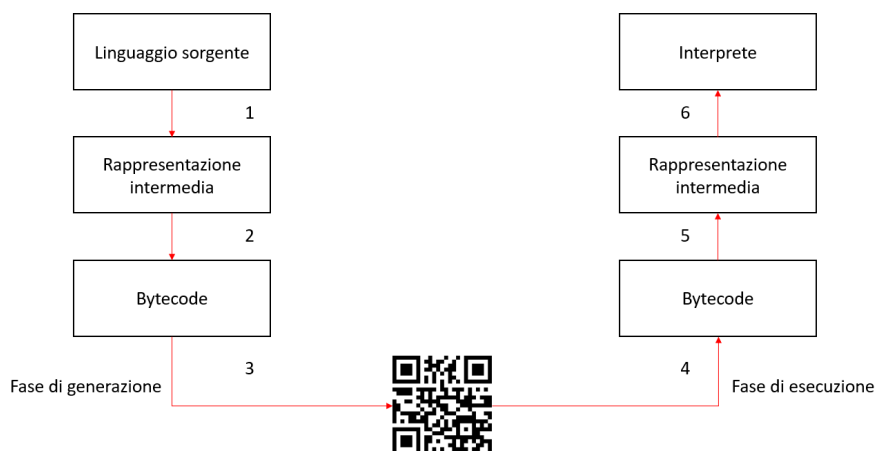 Linguaggio sorgente
1
Rappresentazione
intermedia
2
Bytecode
3
Fase di generazione
Interprete
6
Rappresentazione
intermedia
5
Bytecode
4
Fase di esecuzione